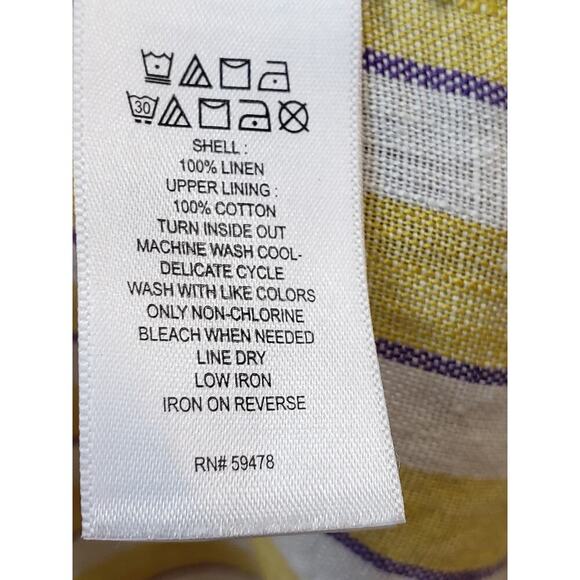 30
SHELL :
100% LINEN
UPPER LINING :
100% COTTON
TURN INSIDE OUT
MACHINE WASH COOL-
DELICATE CYCLE
WASH WITH LIKE COLORS
ONLY NON-CHLORINE
BLEACH WHEN NEEDED
LINE DRY
LOW IRON
IRON ON REVERSE
RN# 59478